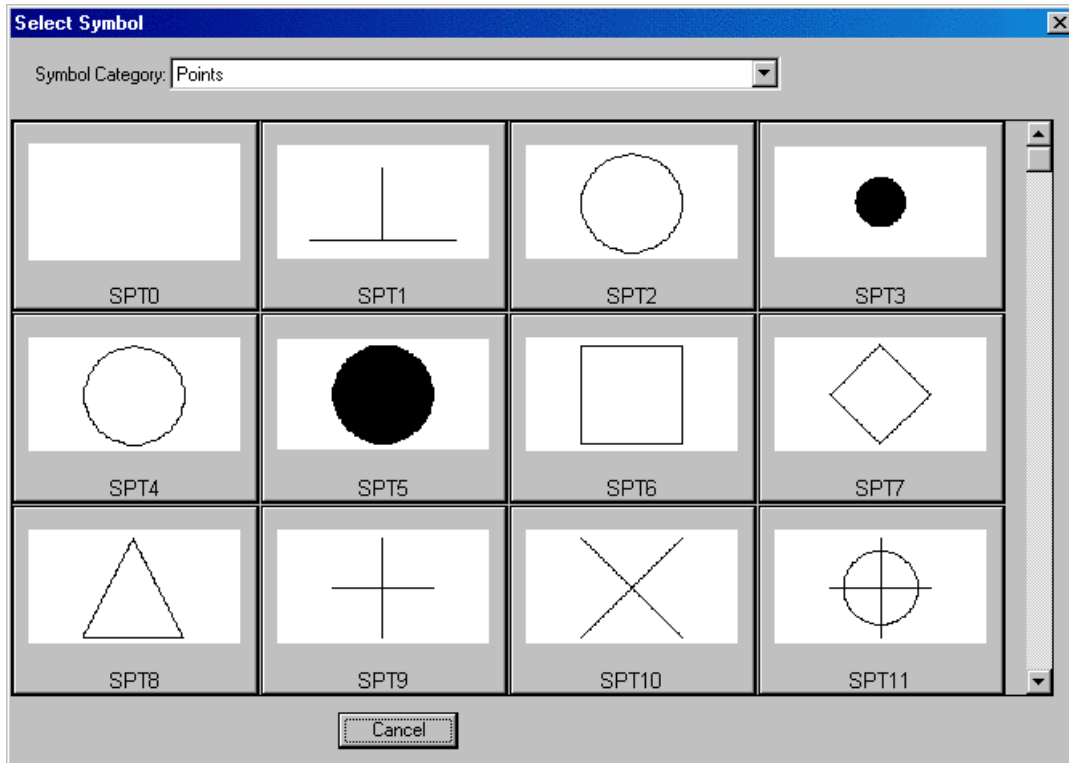 Select Symbol
Symbol Category: Points
SPT0 SPT1 SPT2 SPT3
SPT4 SPT5 SPT6 SPT7
SPT8 SPT9 SPT10 SPT11
Cancel